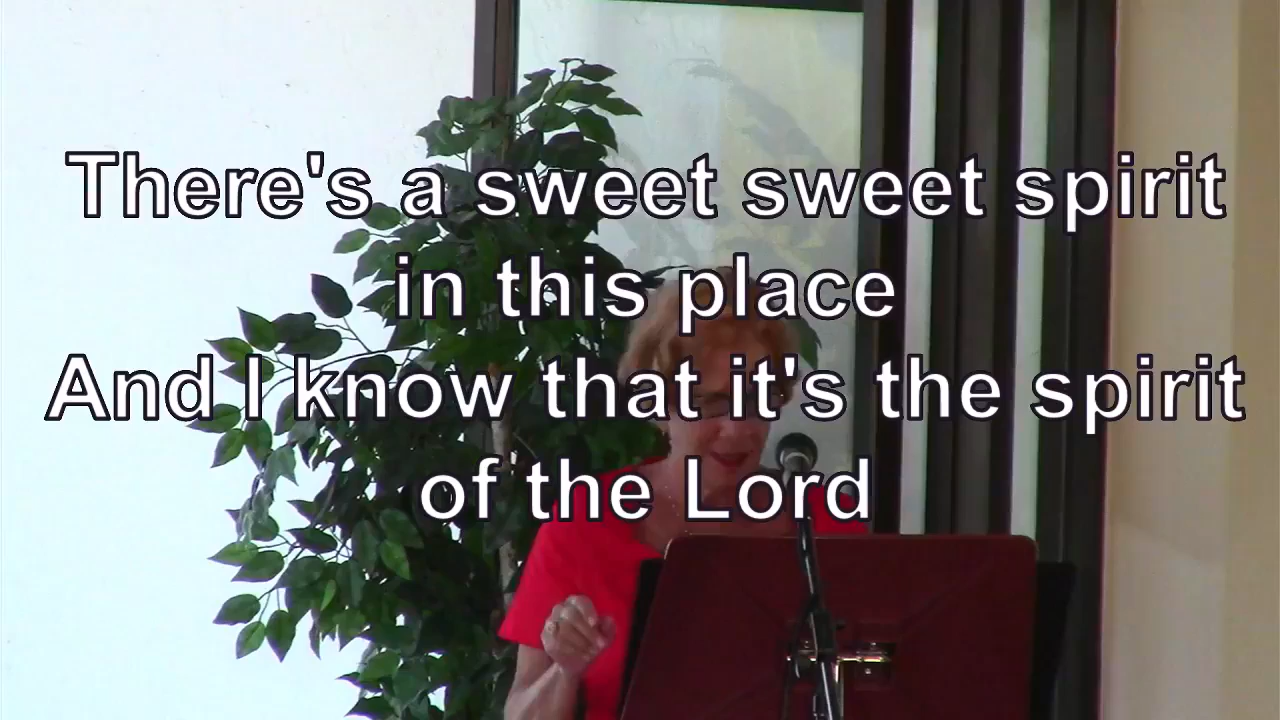 There's a sweet sweet spirit
in this place
And I know that it's the spirit
of the Lord